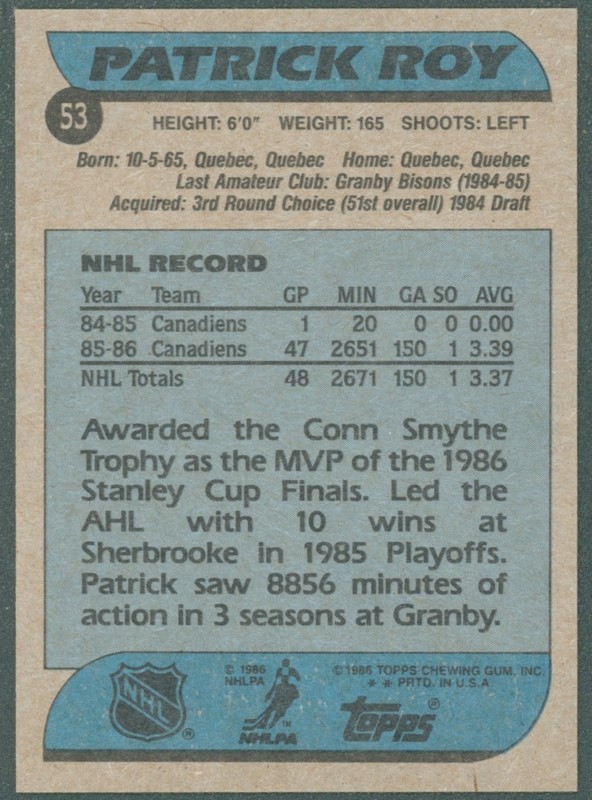 PATRICK ROY
53
HEIGHT: 6'0" WEIGHT: 165 SHOOTS: LEFT
Born: 10-5-65, Quebec, Quebec Home: Quebec, Quebec
Last Amateur Club: Granby Bisons (1984-85)
Acquired: 3rd Round Choice (51st overall) 1984 Draft
NHL RECORD
Year Team GP MIN GA SO AVG
84-85 Canadiens 1 20 0 0 0.00
85-86 Canadiens 47 2651 150 1 3.39
NHL Totals 48 2671 150 1 3.37
Awarded the Conn Smythe
Trophy as the MVP of the 1986
Stanley Cup Finals. Led the
AHL with 10 wins at
Sherbrooke in 1985 Playoffs.
Patrick saw 8856 minutes of
action in 3 seasons at Granby.
NHL ®
© 1986
NHLPA
™
NHLPA
© 1986 TOPPS CHEWING GUM, INC.
* * PRTD. IN U.S.A.
Topps ®